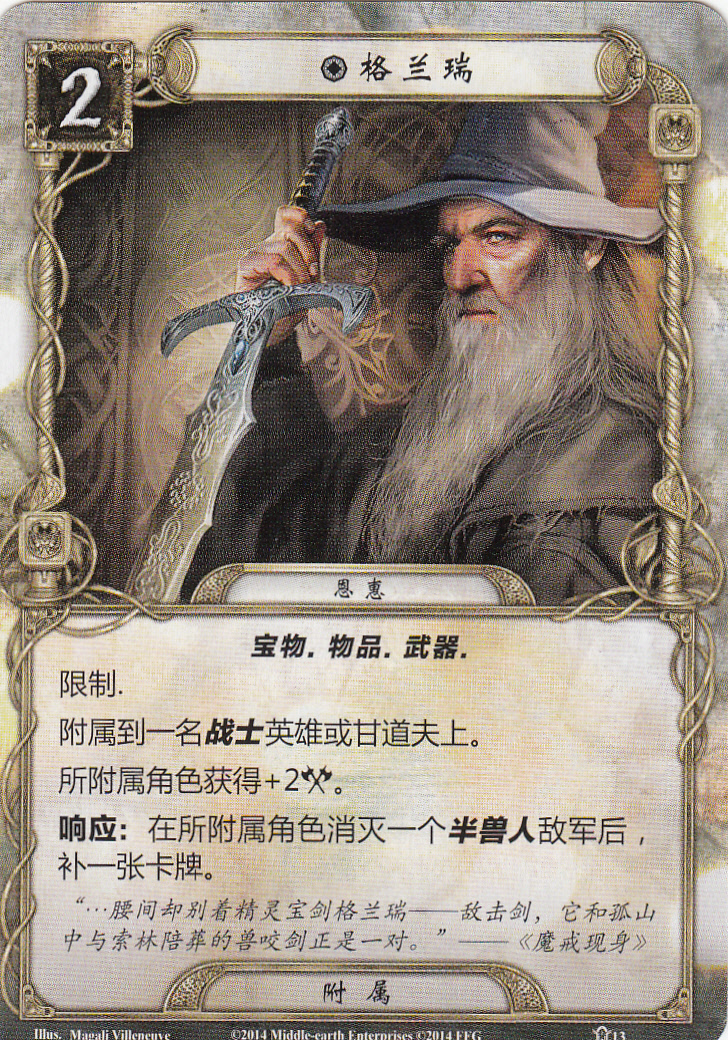 2
格兰瑞
恩惠
宝物. 物品. 武器.
限制.
附属到一名战士英雄或甘道夫上。
所附属角色获得+2。
响应：在所附属角色消灭一个半兽人敌军后，
补一张卡牌。
“…腰间却别着精灵宝剑格兰瑞——敌击剑，它和孤山
中与索林陪葬的兽咬剑正是一对。”——《魔戒现身》
附属
Illus. Magali Villeneuve ©2014 Middle-earth Enterprises ©2014 FFG 13